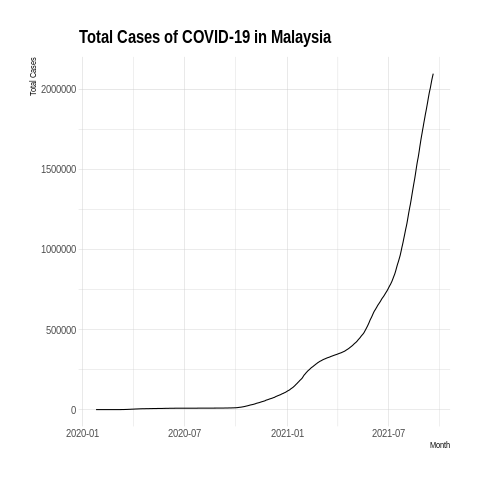 Total Cases of COVID-19 in Malaysia
Total Cases
2000000
1500000
1000000
500000
0
2020-01 2020-07 2021-01 2021-07
Month